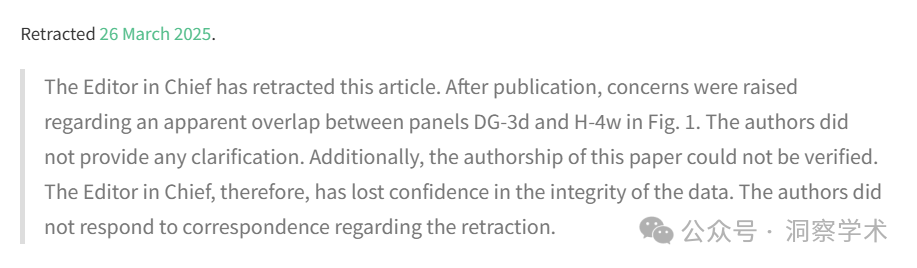 Retracted 26 March 2025.
The Editor in Chief has retracted this article. After publication, concerns were raised
regarding an apparent overlap between panels DG-3d and H-4w in Fig. 1. The authors did
not provide any clarification. Additionally, the authorship of this paper could not be verified.
The Editor in Chief, therefore, has lost confidence in the integrity of the data. The authors did
not respond to correspondence regarding the retraction.
公众号 · 洞察学术